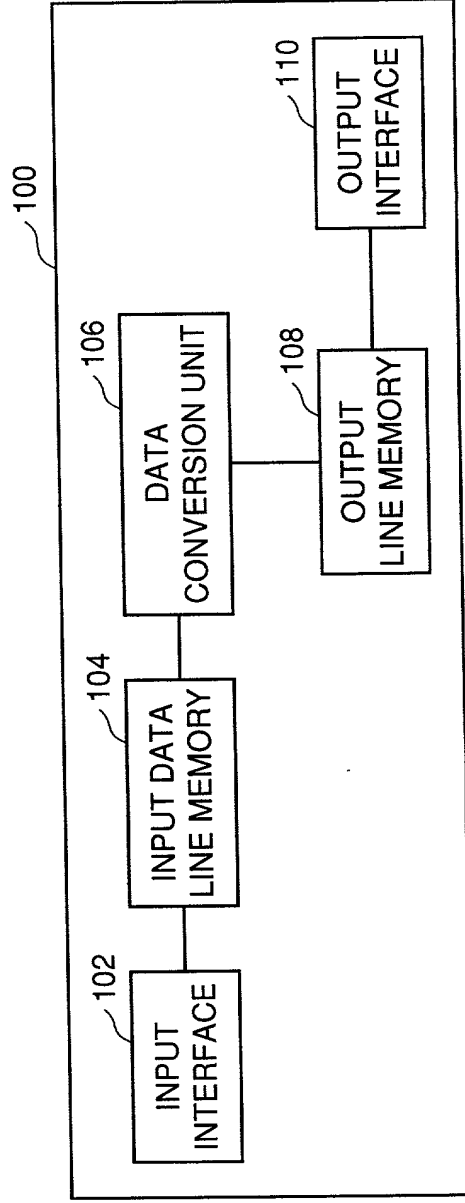 100
102
INPUT
INTERFACE
104
INPUT DATA
LINE MEMORY
106
DATA
CONVERSION UNIT
108
OUTPUT
LINE MEMORY
110
OUTPUT
INTERFACE